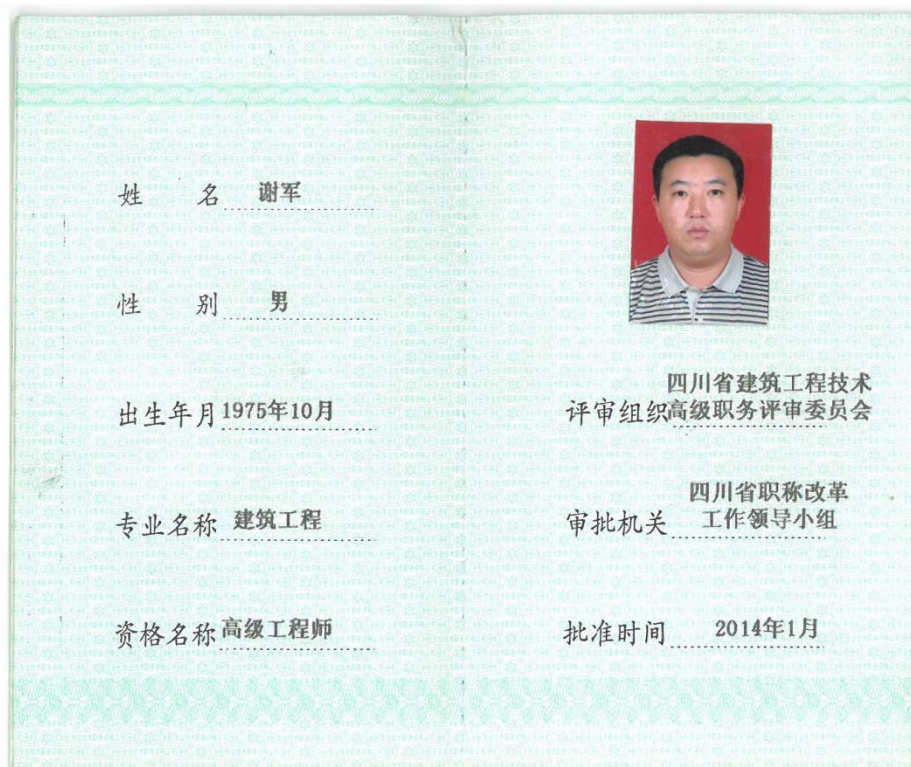 姓 名 谢军
性 别 男
出生年月 1975年10月
专业名称 建筑工程
资格名称 高级工程师
四川省建筑工程技术
评审组织 高级职务评审委员会
四川省职称改革
审批机关 工作领导小组
批准时间 2014年1月